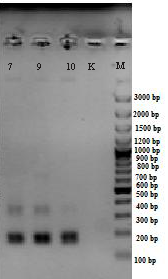 7 9 10 K M
3000 bp
2000 bp
1500 bp
1200 bp
1000 bp
900 bp
800 bp
700 bp
600 bp
500 bp
400 bp
300 bp
200 bp
100 bp